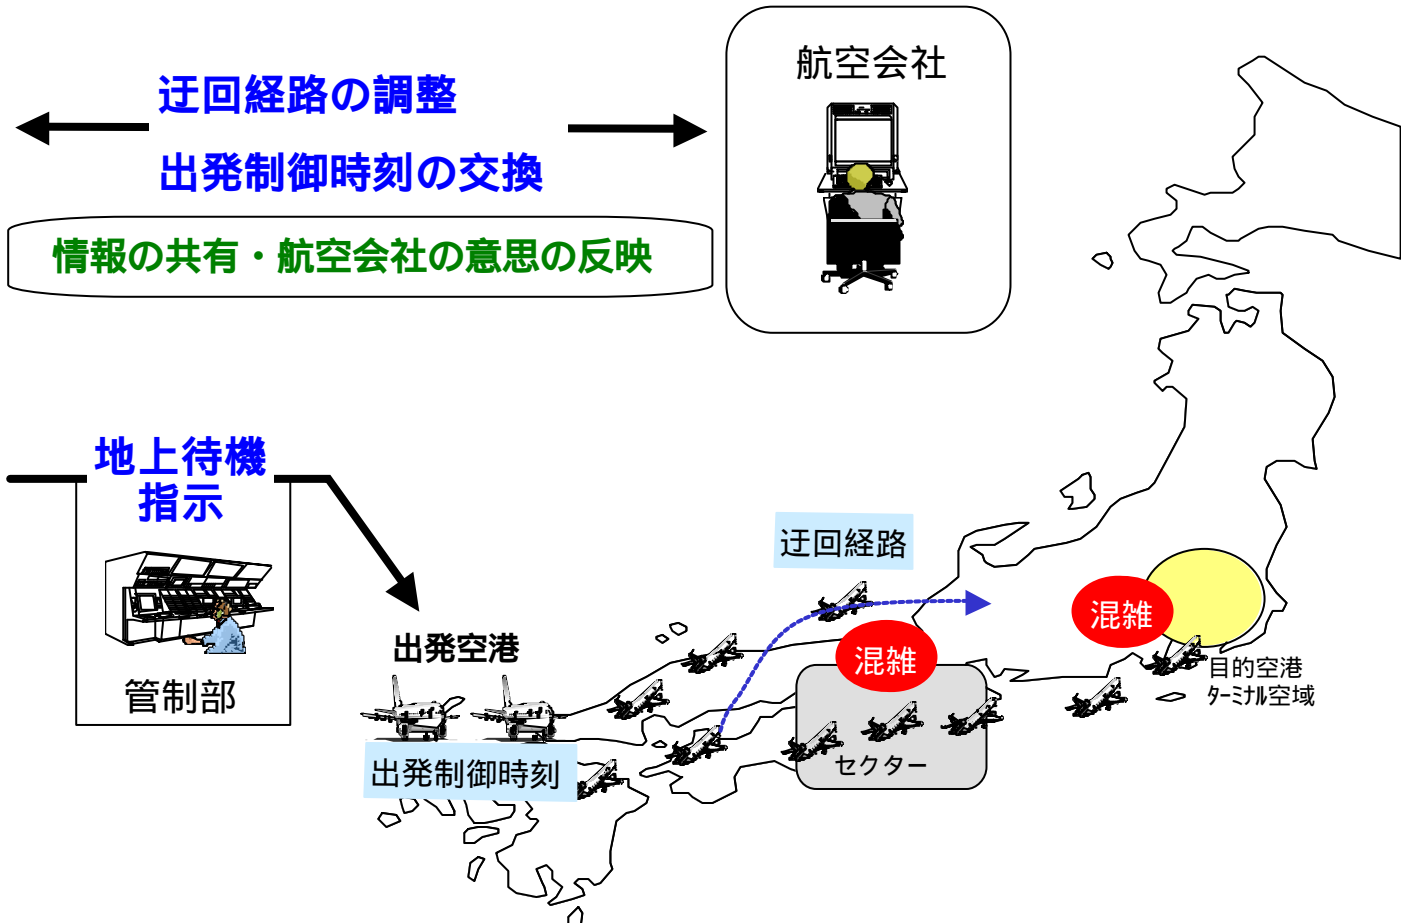 航空会社
迂回経路の調整
出発制御時刻の交換
情報の共有・航空会社の意思の反映
地上待機
指示
管制部
迂回経路
混雑
混雑
出発空港
目的空港
ﾀｰﾐﾅﾙ空域
セクター
出発制御時刻